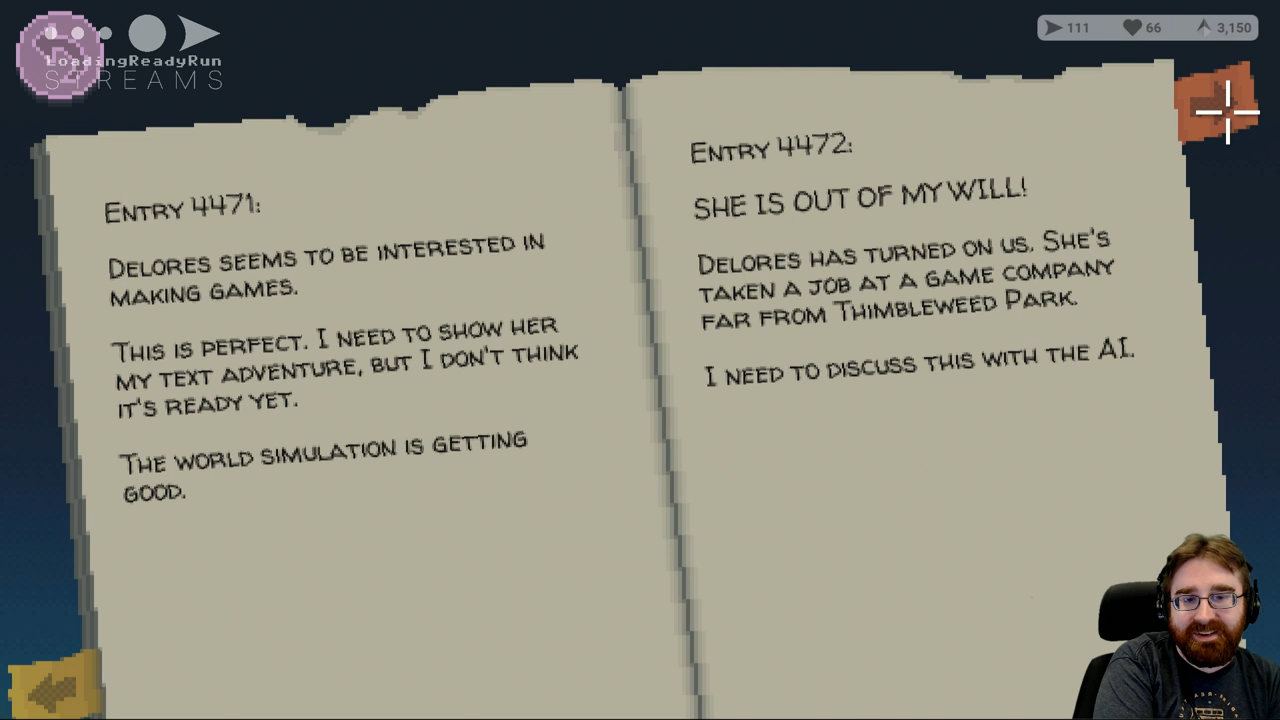 LoadingReadyRun
STREAMS
111
66
3,150
Entry 4471:
Delores seems to be interested in
making games.
This is perfect. I need to show her
my text adventure, but I don't think
it's ready yet.
The world simulation is getting
good.
Entry 4472:
SHE IS OUT OF MY WILL!
Delores has turned on us. She's
taken a job at a game company
far from Thimbleweed Park.
I need to discuss this with the AI.